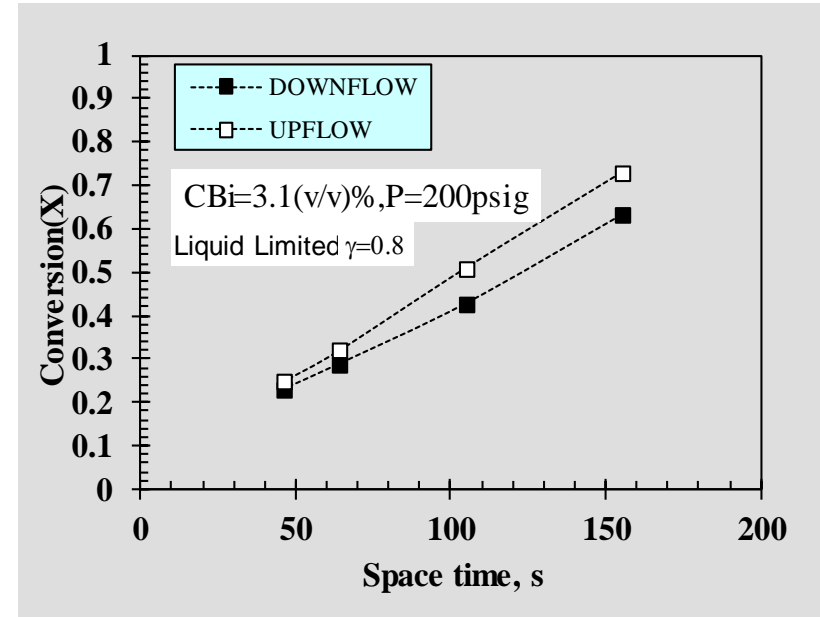 1
0.9
0.8
0.7
0.6
0.5
0.4
0.3
0.2
0.1
0
Conversion(X)
DOWNFLOW
UPFLOW
CBi=3.1(v/v)%,P=200psig
Liquid Limited γ=0.8
0 50 100 150 200
Space time, s